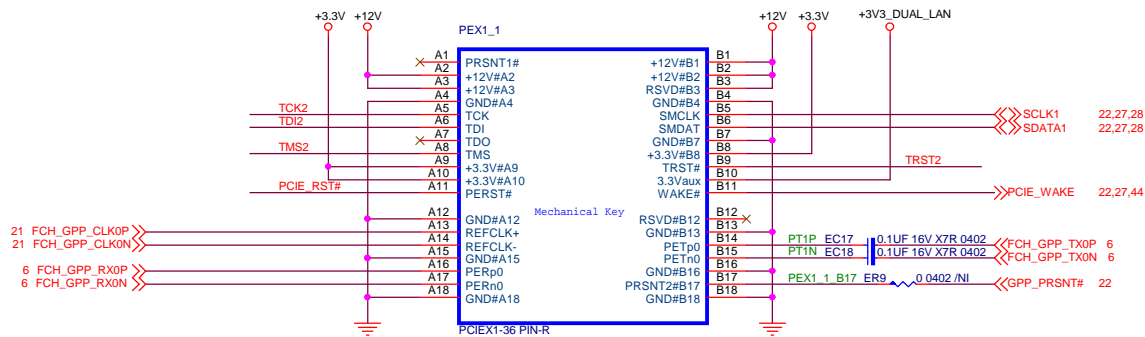 +3.3V +12V +12V +3.3V +3V3_DUAL_LAN
PEX1_1
A1 PRSNT1# +12V#B1 B1
A2 +12V#A2 +12V#B2 B2
A3 +12V#A3 RSVD#B3 B3
A4 GND#A4 GND#B4 B4
TCK2 A5 TCK SMCLK B5 SCLK1 22,27,28
TDI2 A6 TDI SMDAT B6 SDATA1 22,27,28
A7 TDO GND#B7 B7
TMS2 A8 TMS +3.3V#B8 B8
A9 +3.3V#A9 TRST# B9 TRST2
A10 +3.3V#A10 3.3Vaux B10
PCIE_RST# A11 PERST# WAKE# B11 PCIE_WAKE 22,27,44
Mechanical Key
A12 GND#A12 RSVD#B12 B12
21 FCH_GPP_CLK0P A13 REFCLK+ GND#B13 B13
21 FCH_GPP_CLK0N A14 REFCLK- PETp0 B14 PT1P EC17 0.1UF 16V X7R 0402 FCH_GPP_TX0P 6
A15 GND#A15 PETn0 B15 PT1N EC18 0.1UF 16V X7R 0402 FCH_GPP_TX0N 6
6 FCH_GPP_RX0P A16 PERp0 GND#B16 B16
6 FCH_GPP_RX0N A17 PERn0 PRSNT2#B17 B17 PEX1_1_B17 ER9 0 0402 /NI GPP_PRSNT# 22
A18 GND#A18 GND#B18 B18
PCIEX1-36 PIN-R